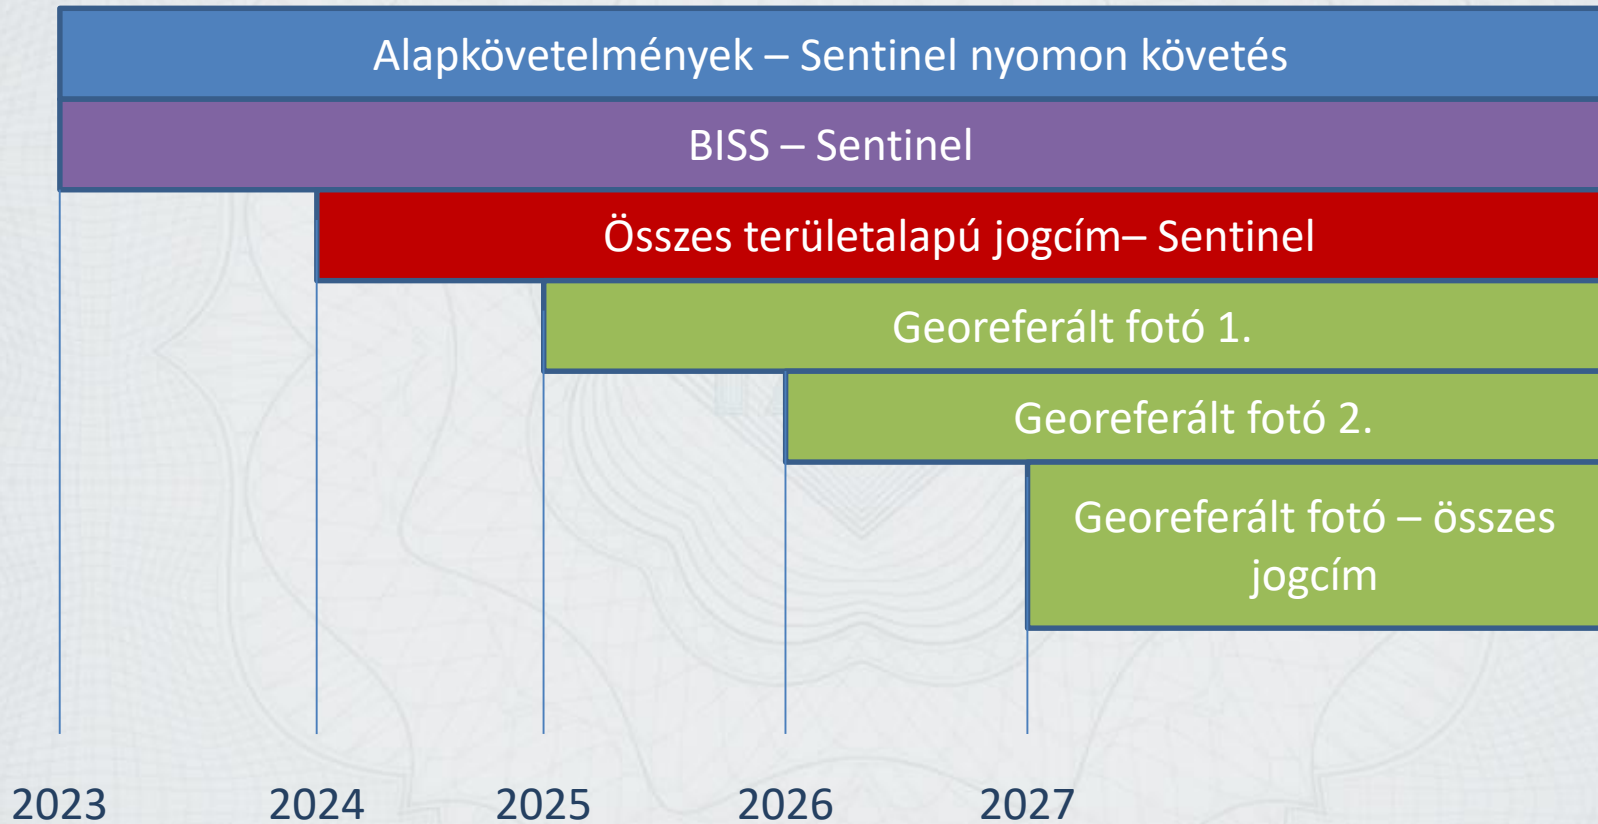 Alapkövetelmények – Sentinel nyomon követés
BISS – Sentinel
Összes területalapú jogcím– Sentinel
Georeferált fotó 1.
Georeferált fotó 2.
Georeferált fotó – összes
jogcím
2023 2024 2025 2026 2027